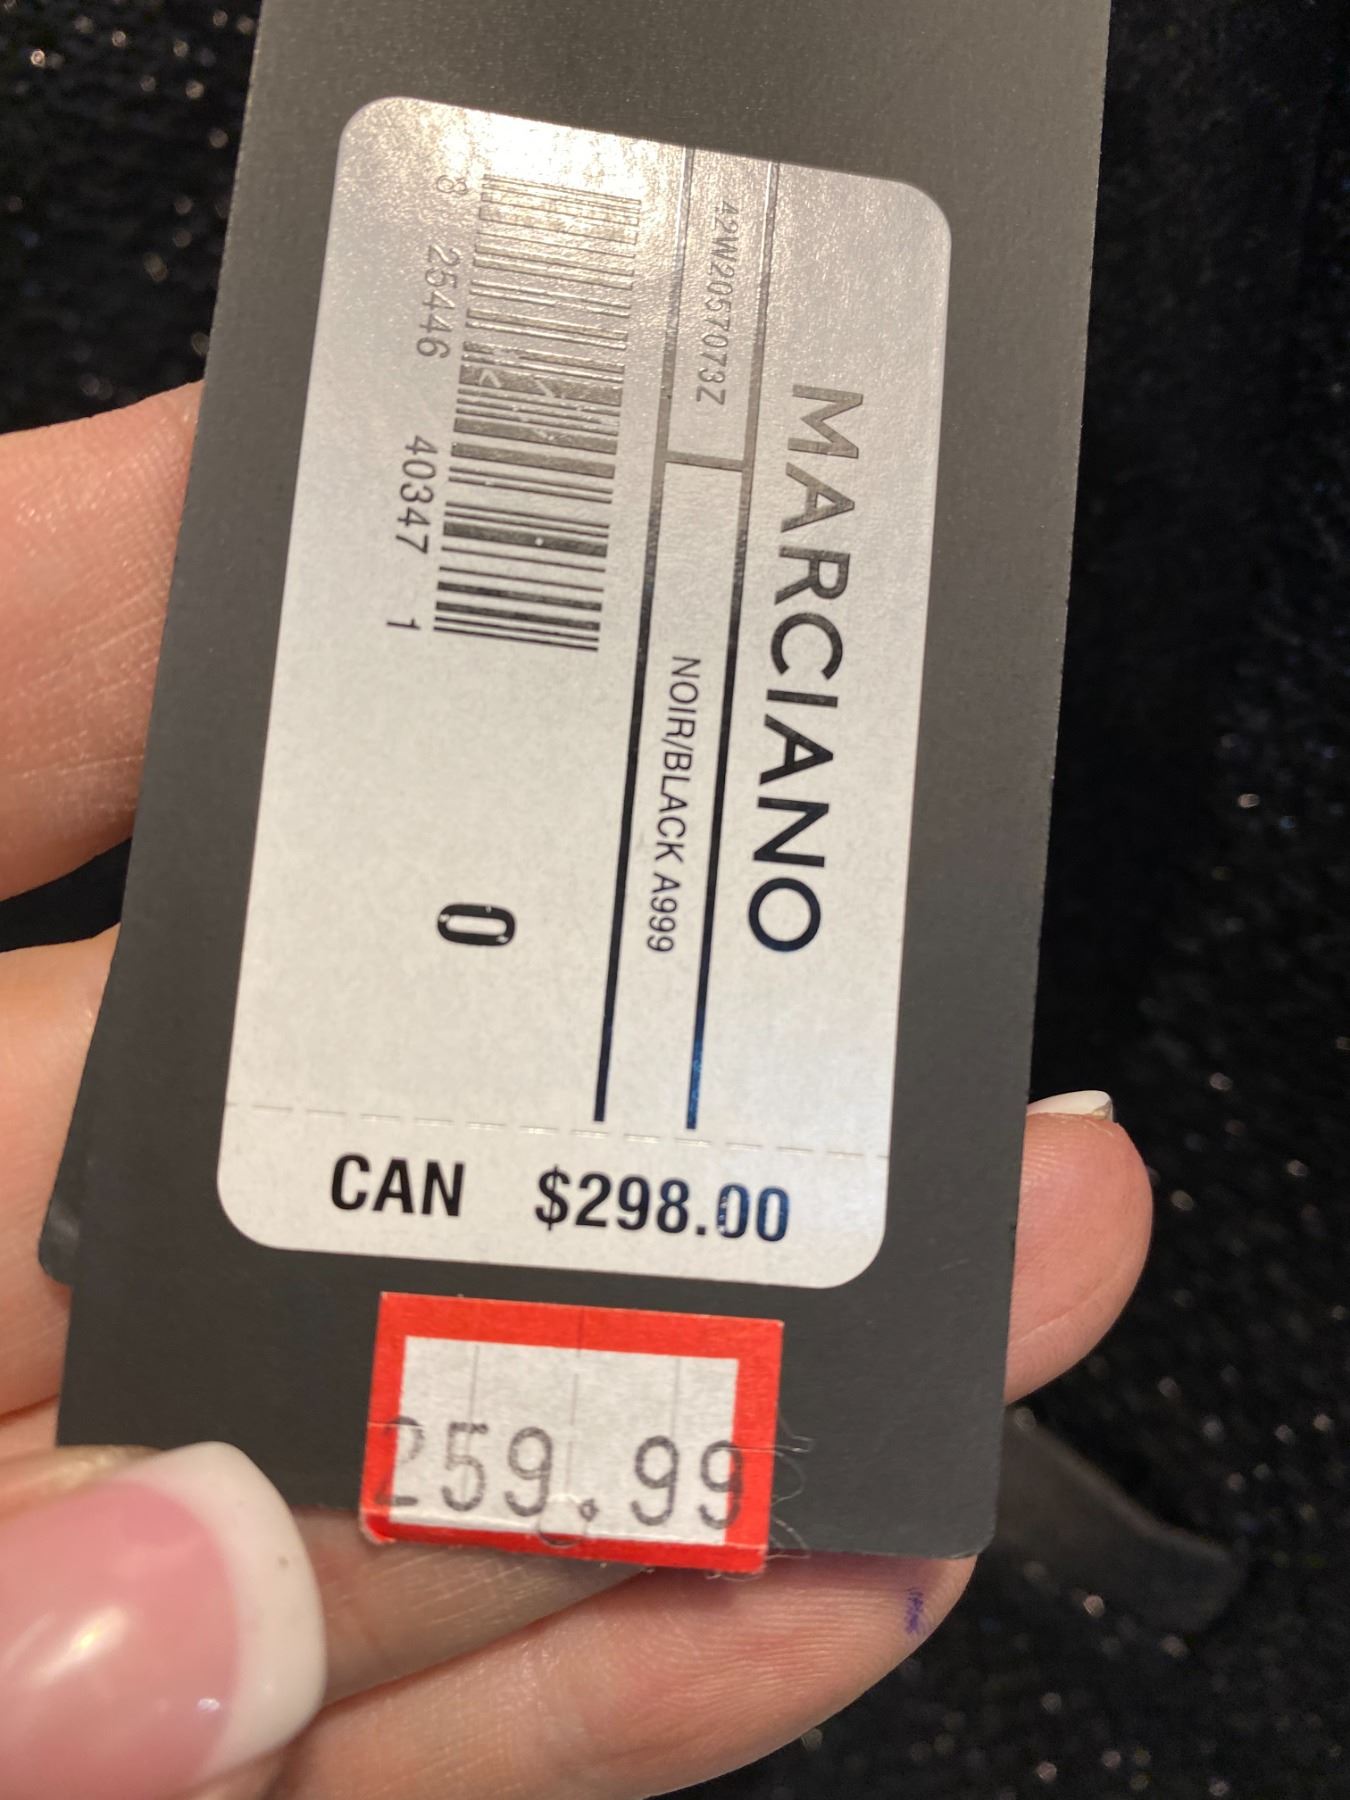 MARCIANO
42W2057073Z
NOIR/BLACK A999
8 25446 40347 1
0
CAN $298.00
259.99